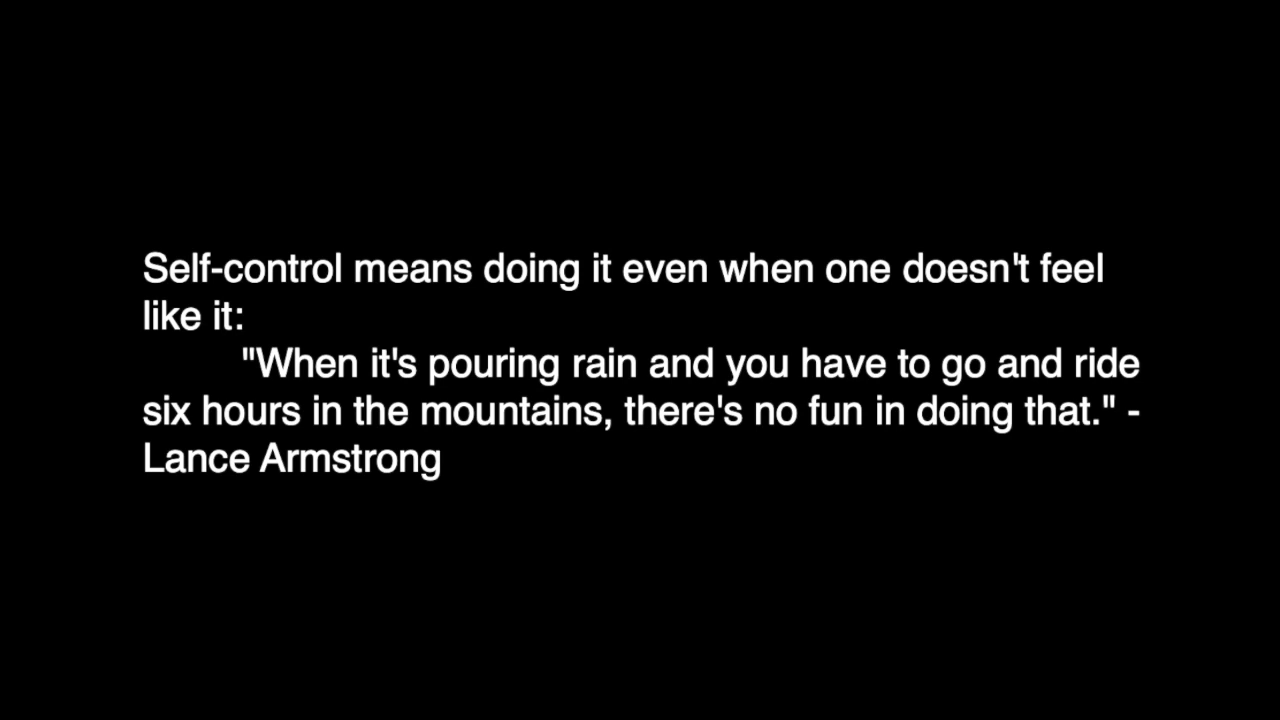 Self-control means doing it even when one doesn't feel
like it:
"When it's pouring rain and you have to go and ride
six hours in the mountains, there's no fun in doing that." -
Lance Armstrong